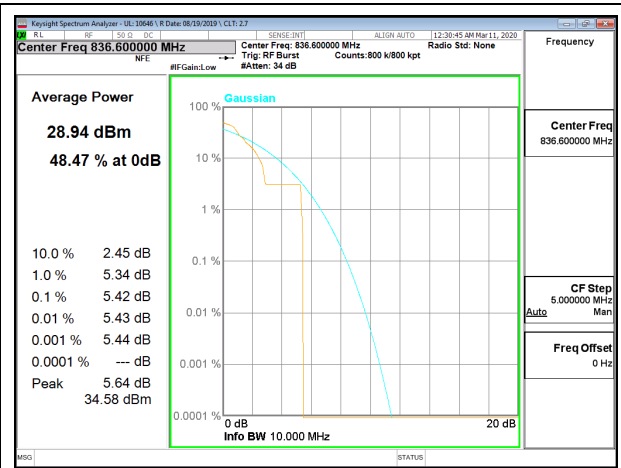 Keysight Spectrum Analyzer - UL: 10646 \ R Date: 08/19/2019 \ CLT:
RL RF 50 Ω DC SENSE:INT ALIGN AUTO 12:30:45 AM Mar 11, 2020
Center Freq 836.600000 MHz
NFE
#IFGain:Low
Center Freq: 836.600000 MHz
Trig: RF Burst
Counts:800 k/800 kpt
#Atten: 34 dB
Radio Std: None
Frequency
Average Power
28.94 dBm
48.47 % at 0dB
10.0 % 2.45 dB
1.0 % 5.34 dB
0.1 % 5.42 dB
0.01 % 5.43 dB
0.001 % 5.44 dB
0.0001 % --- dB
Peak 5.64 dB
34.58 dBm
Gaussian
100 %
10 %
1 %
0.1 %
0.01 %
0.001 %
0.0001 %
0 dB 20 dB
Info BW 10.000 MHz
Center Freq
836.600000 MHz
CF Step
5.000000 MHz
Auto Man
Freq Offset
0 Hz
MSG STATUS